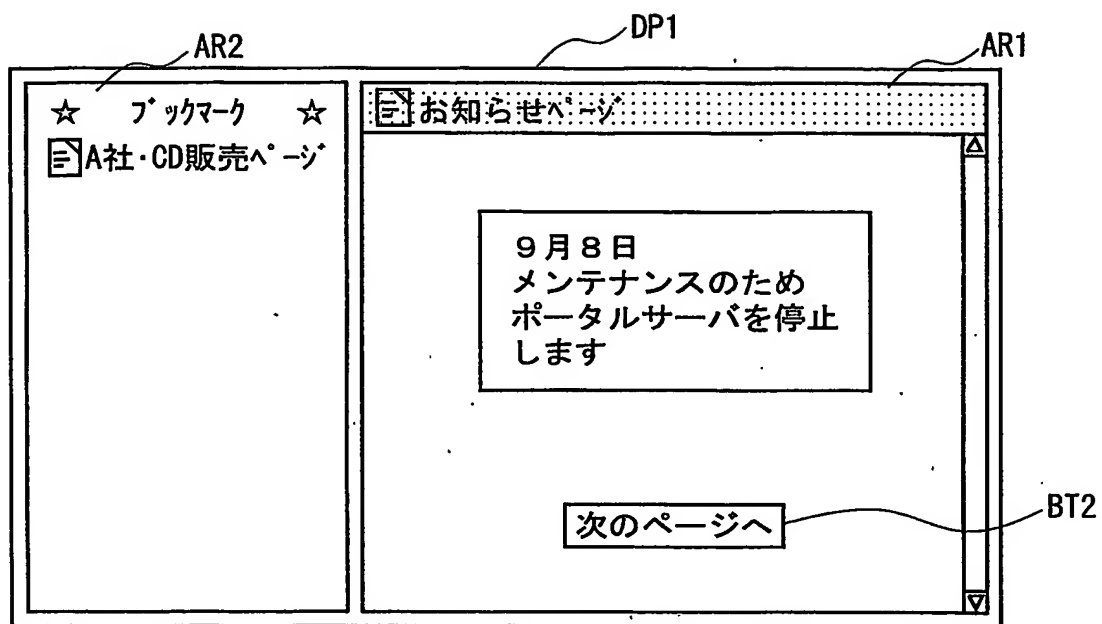 DP1
AR2
AR1
☆ ブックマーク ☆
A社・CD販売ページ
お知らせページ
９月８日
メンテナンスのため
ポータルサーバを停止
します
次のページへ
BT2